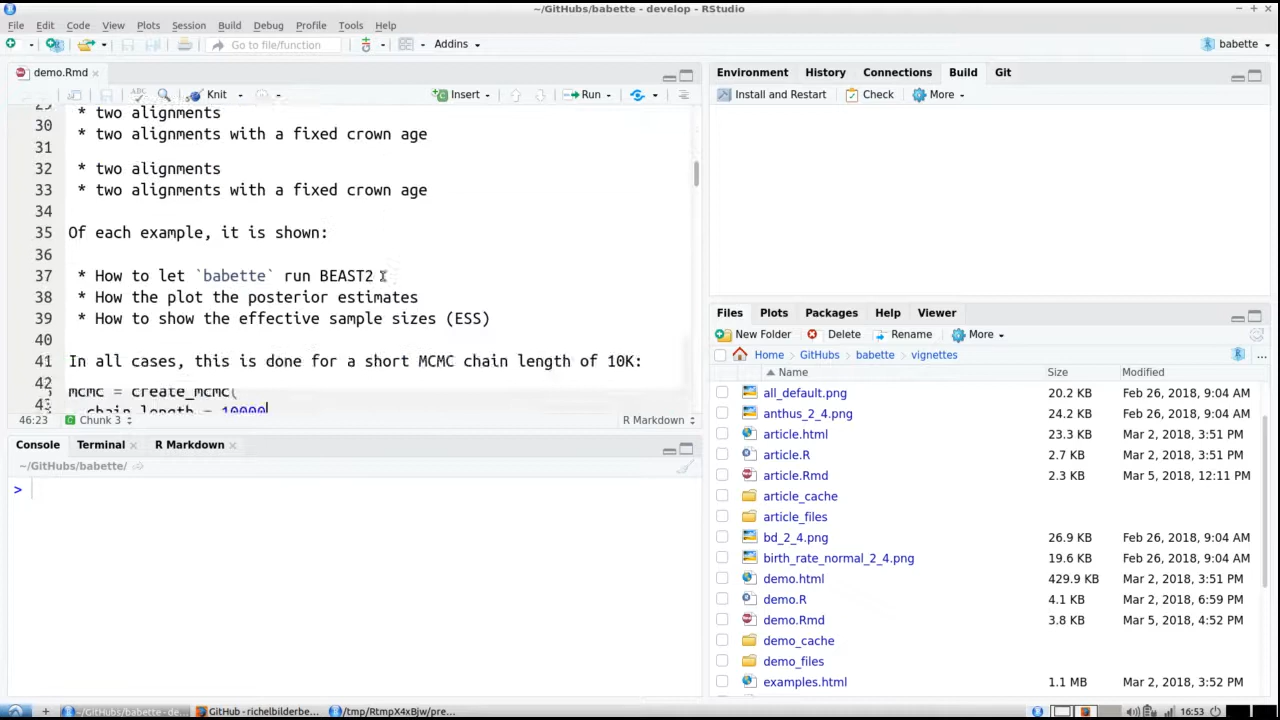 ~/GitHubs/babette - develop - RStudio
File Edit Code View Plots Session Build Debug Profile Tools Help
Go to file/function Addins babette
demo.Rmd
Knit Insert Run
29
30 * two alignments
31 * two alignments with a fixed crown age
32 * two alignments
33 * two alignments with a fixed crown age
34
35 Of each example, it is shown:
36
37 * How to let `babette` run BEAST2
38 * How the plot the posterior estimates
39 * How to show the effective sample sizes (ESS)
40
41 In all cases, this is done for a short MCMC chain length of 10K:
42 mcmc = create_mcmc(
43 chain_length = 10000
46:23 Chunk 3 R Markdown
Console Terminal R Markdown
~/GitHubs/babette/
>
Environment History Connections Build Git
Install and Restart Check More
Files Plots Packages Help Viewer
New Folder Delete Rename More
Home GitHubs babette vignettes ...
Name Size Modified
all_default.png 20.2 KB Feb 26, 2018, 9:04 AM
anthus_2_4.png 24.2 KB Feb 26, 2018, 9:04 AM
article.html 23.3 KB Mar 2, 2018, 3:51 PM
article.R 2.7 KB Mar 2, 2018, 3:51 PM
article.Rmd 2.3 KB Mar 5, 2018, 12:11 PM
article_cache
article_files
bd_2_4.png 26.9 KB Feb 26, 2018, 9:04 AM
birth_rate_normal_2_4.png 19.6 KB Feb 26, 2018, 9:04 AM
demo.html 429.9 KB Mar 2, 2018, 3:51 PM
demo.R 4.1 KB Mar 2, 2018, 6:59 PM
demo.Rmd 3.8 KB Mar 5, 2018, 4:52 PM
demo_cache
demo_files
examples.html 1.1 MB Mar 2, 2018, 3:52 PM
~/GitHubs/babette - de... GitHub - richelbilderbe... /tmp/RtmpX4xBjw/pre... 16:53